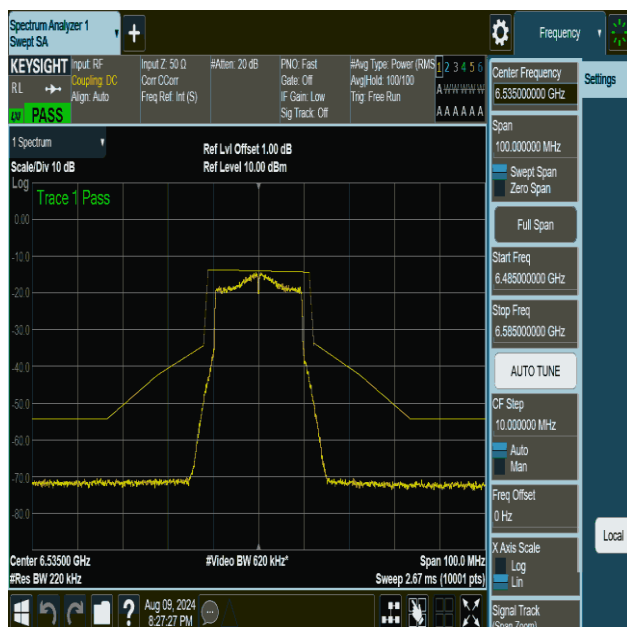 Spectrum Analyzer 1
Swept SA
Frequency
KEYSIGHT
RL
PASS
Input: RF
Coupling: DC
Align: Auto
Input Z: 50 Ω
Corr CCorr
Freq Ref: Int (S)
#Atten: 20 dB
PNO: Fast
Gate: Off
IF Gain: Low
Sig Track: Off
#Avg Type: Power (RMS
Avg|Hold: 100/100
Trig: Free Run
1 2 3 4 5 6
A W W W W W
A A A A A A
1 Spectrum
Scale/Div 10 dB
Ref Lvl Offset 1.00 dB
Ref Level 10.00 dBm
Log
Trace 1 Pass
0.00
-10.0
-20.0
-30.0
-40.0
-50.0
-60.0
-70.0
-80.0
Center 6.53500 GHz
#Res BW 220 kHz
#Video BW 620 kHz*
Span 100.0 MHz
Sweep 2.67 ms (10001 pts)
Aug 09, 2024
8:27:27 PM
Center Frequency
6.535000000 GHz
Span
100.000000 MHz
Swept Span
Zero Span
Full Span
Start Freq
6.485000000 GHz
Stop Freq
6.585000000 GHz
AUTO TUNE
CF Step
10.000000 MHz
Auto
Man
Freq Offset
0 Hz
X Axis Scale
Log
Lin
Signal Track
(Span Zoom)
Settings
Local